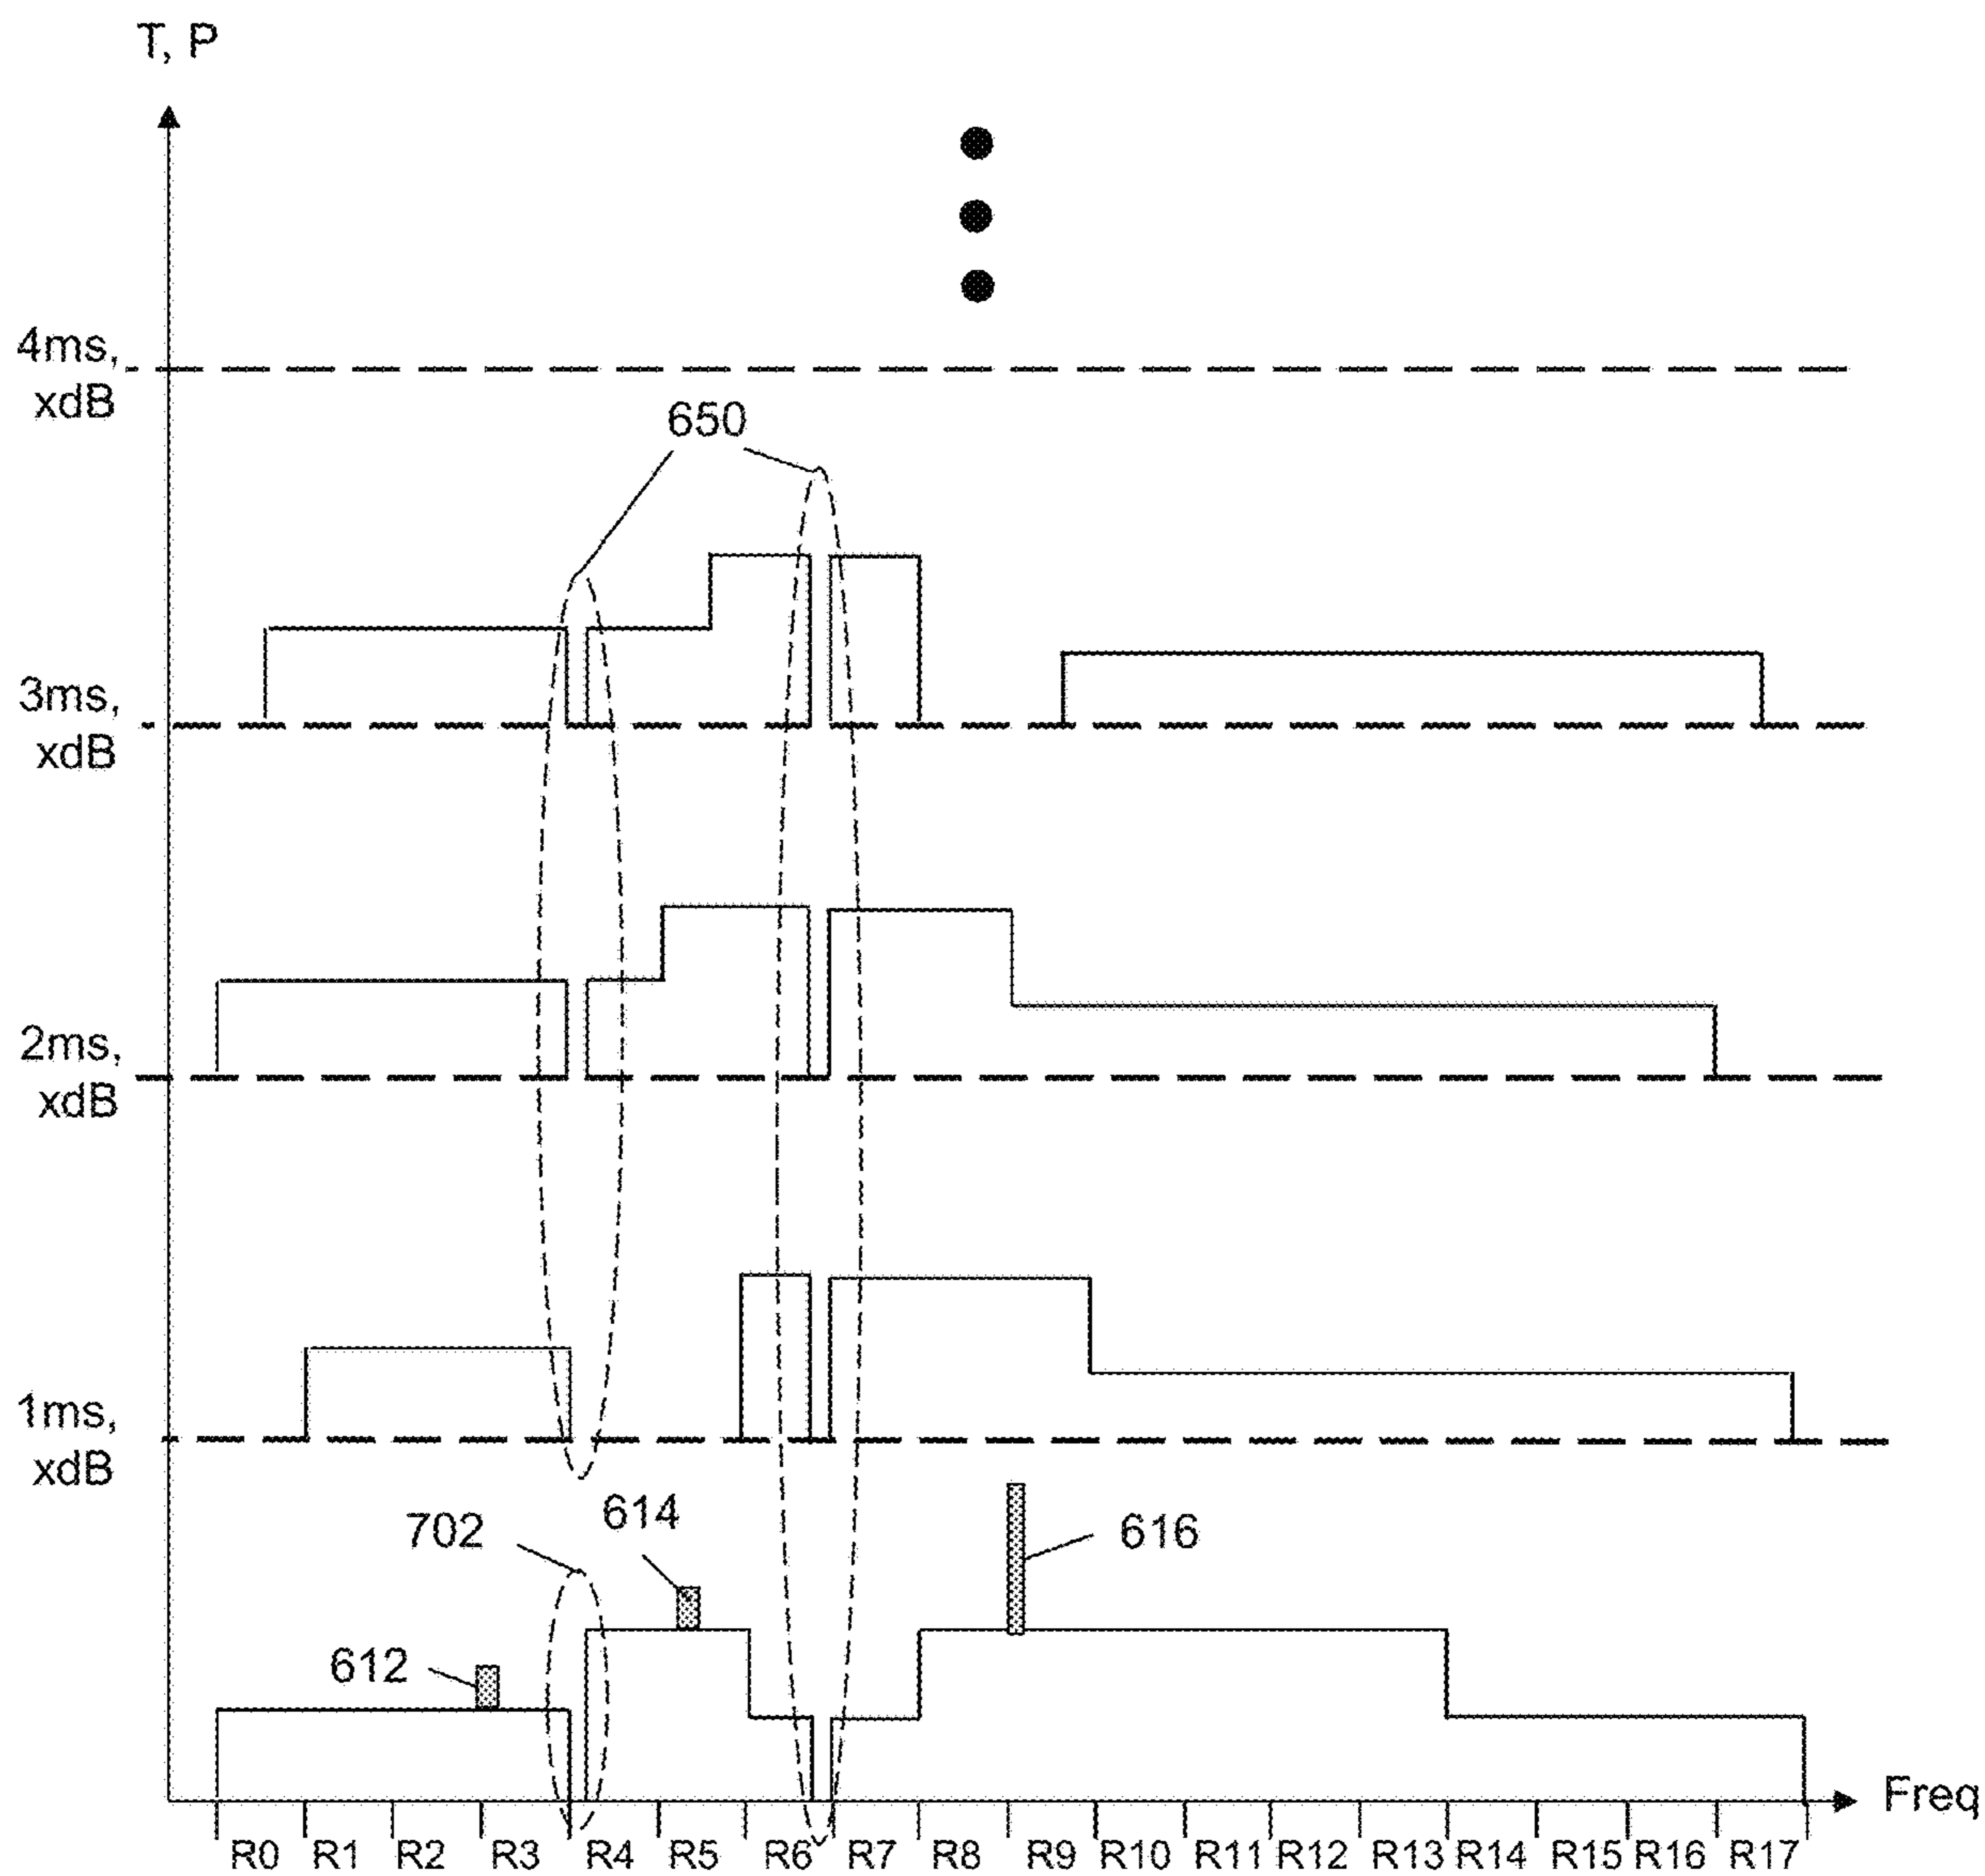 T, P
4ms,
xdB
650
3ms,
xdB
2ms,
xdB
1ms,
xdB
702
614
616
612
Freq
R0 R1 R2 R3 R4 R5 R6 R7 R8 R9 R10 R11 R12 R13 R14 R15 R16 R17